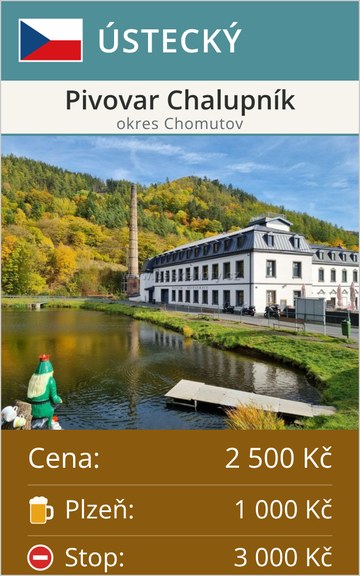 ÚSTECKÝ
Pivovar Chalupník
okres Chomutov
Cena: 2 500 Kč
Plzeň: 1 000 Kč
Stop: 3 000 Kč